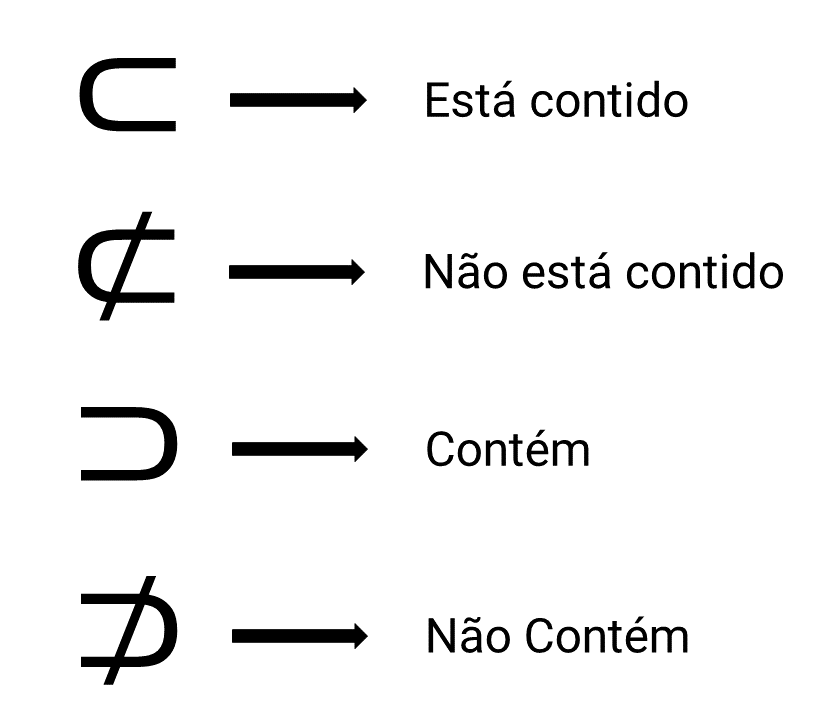 ⊂ → Está contido
⊄ → Não está contido
⊃ → Contém
⊅ → Não Contém